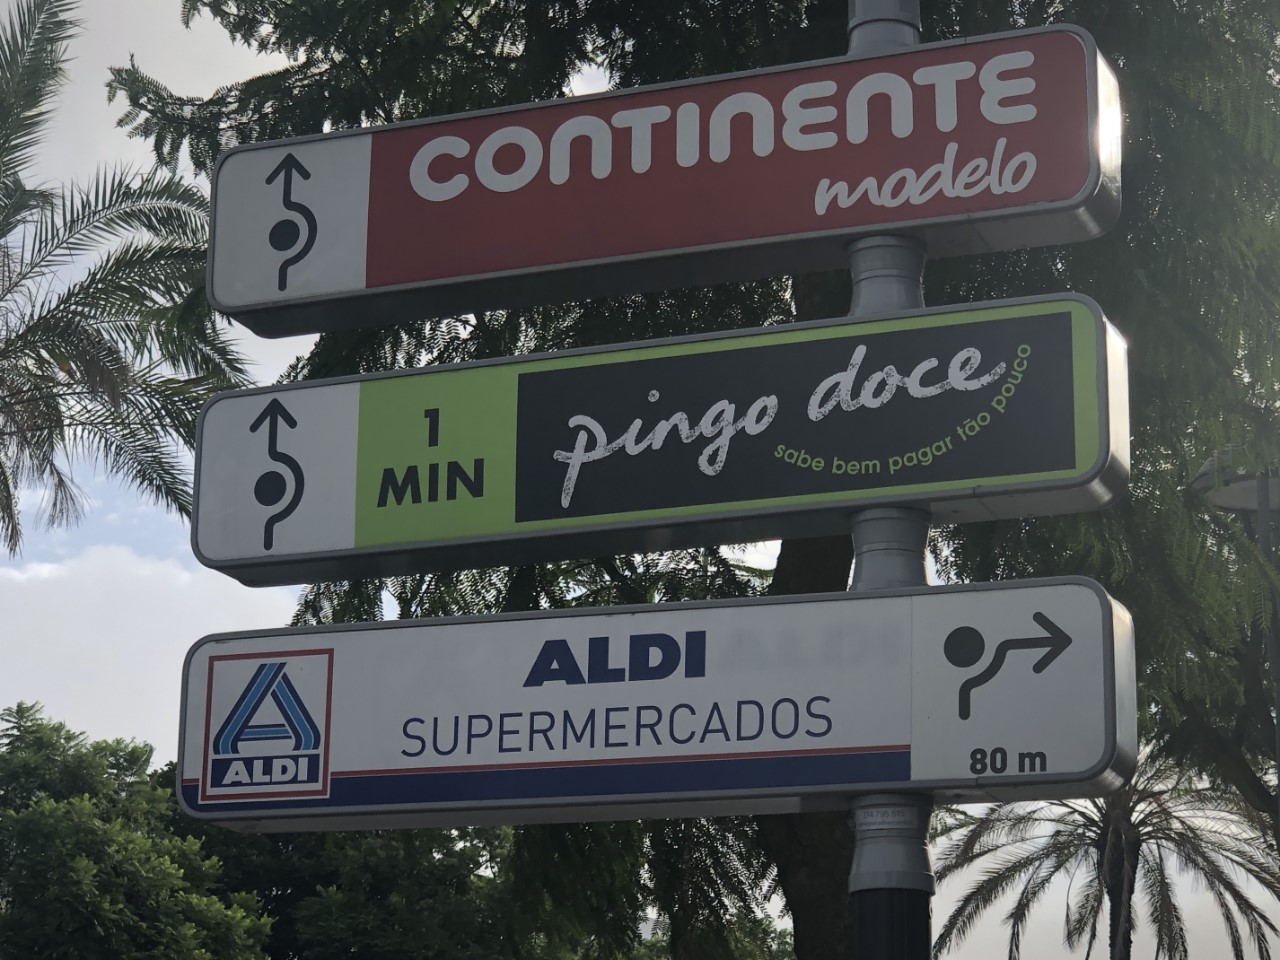 CONTINENTE
modelo
1
MIN
pingo doce
sabe bem pagar tão pouco
ALDI
SUPERMERCADOS
ALDI
80 m